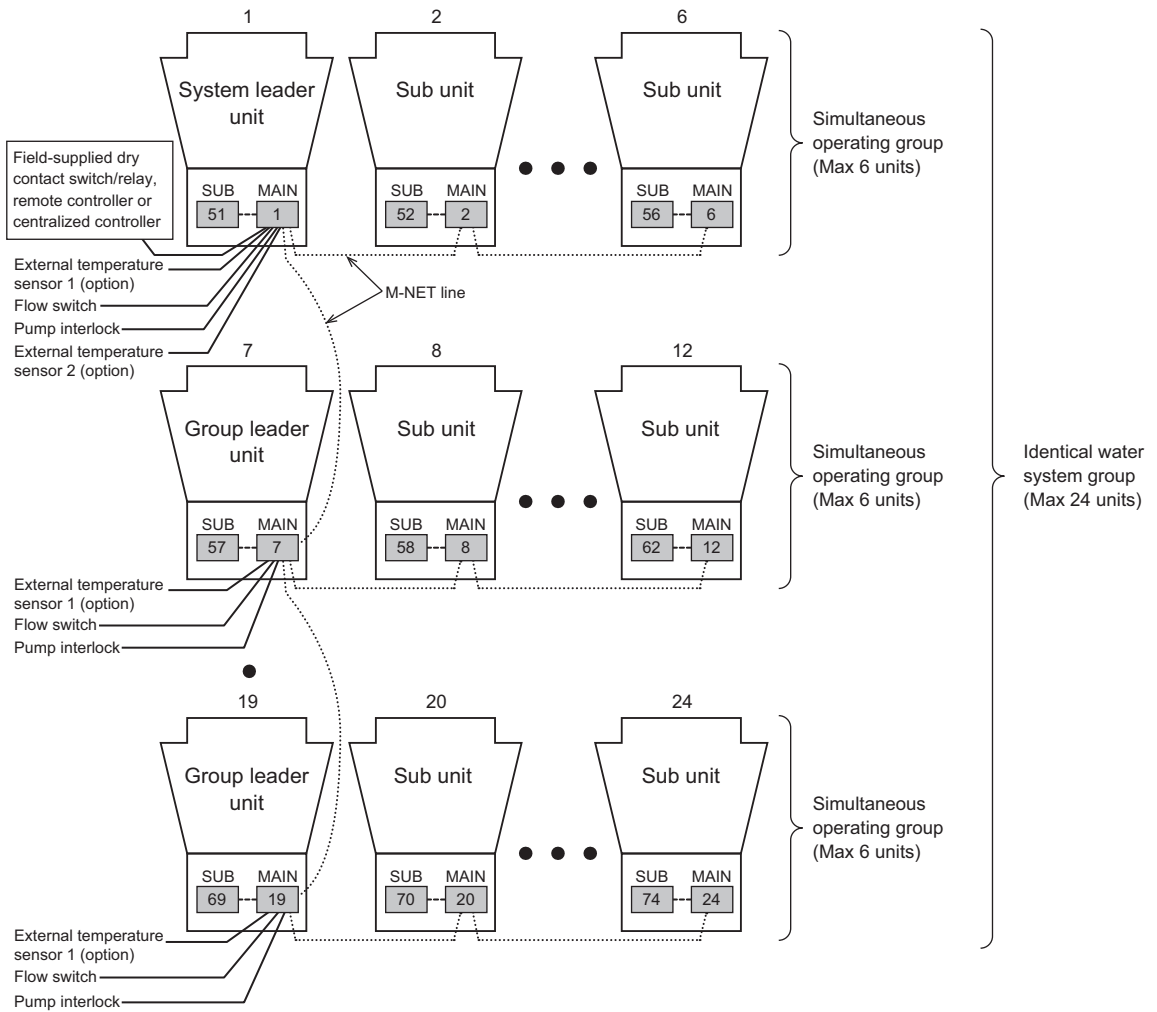 1
2
6
System leader
unit
Sub unit
Sub unit
Simultaneous
operating group
(Max 6 units)
Field-supplied dry
contact switch/relay,
remote controller or
centralized controller
SUB MAIN
51 1
SUB MAIN
52 2
SUB MAIN
56 6
External temperature
sensor 1 (option)
Flow switch
Pump interlock
External temperature
sensor 2 (option)
M-NET line
7
8
12
Group leader
unit
Sub unit
Sub unit
Simultaneous
operating group
(Max 6 units)
Identical water
system group
(Max 24 units)
SUB MAIN
57 7
SUB MAIN
58 8
SUB MAIN
62 12
External temperature
sensor 1 (option)
Flow switch
Pump interlock
19
20
24
Group leader
unit
Sub unit
Sub unit
Simultaneous
operating group
(Max 6 units)
SUB MAIN
69 19
SUB MAIN
70 20
SUB MAIN
74 24
External temperature
sensor 1 (option)
Flow switch
Pump interlock